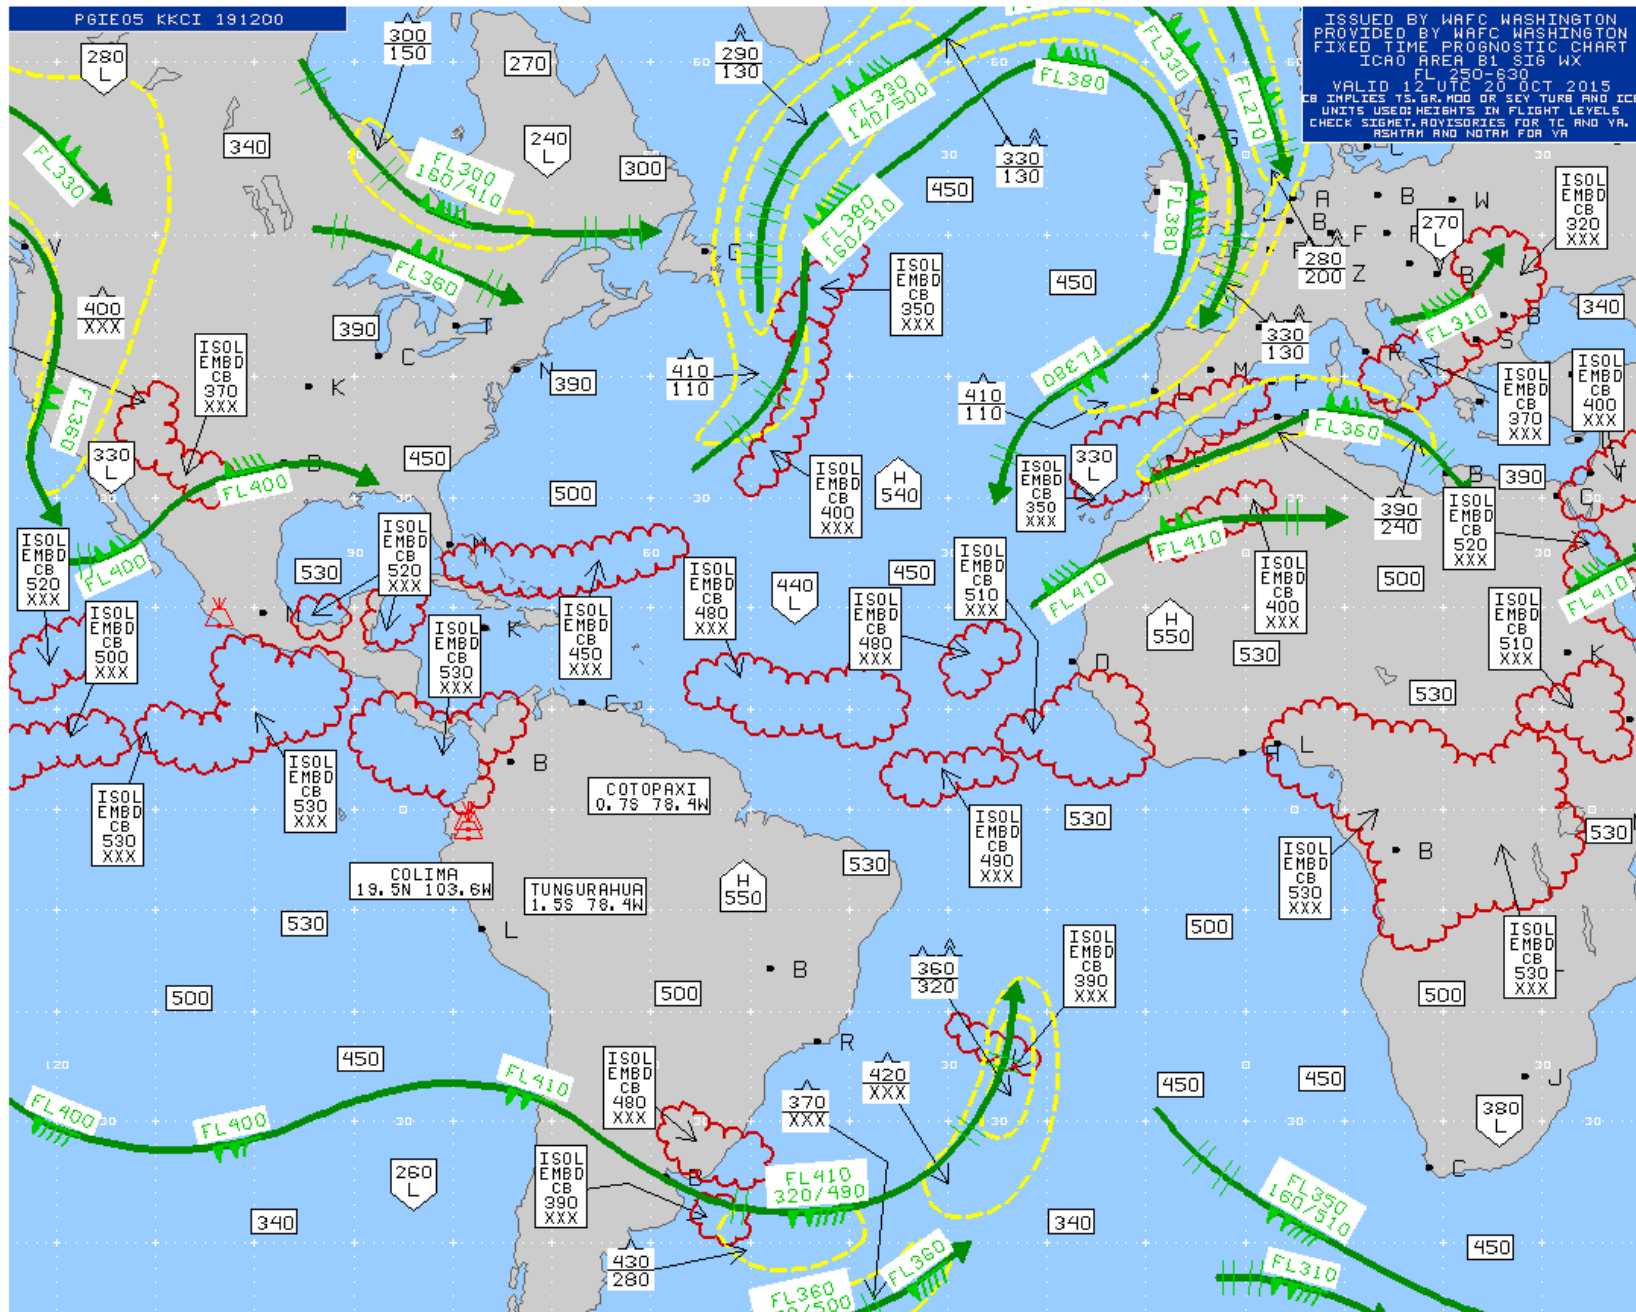 PGIE05 KKCI 191200
ISSUED BY WAFC WASHINGTON
PROVIDED BY WAFC WASHINGTON
FIXED TIME PROGNOSTIC CHART
ICAO AREA B1 SIG WX
FL 250-630
VALID 12 UTC 20 OCT 2015
CB IMPLIES TS, GR, MOD OR SEV TURB AND ICE
UNITS USED: HEIGHTS IN FLIGHT LEVELS
CHECK SIGMET, ADVISORIES FOR TC AND VA.
ASHTAM AND NOTAM FOR VA
280
L
300
150
270
290
130
FL330
140/500
FL380
FL330
FL270
340
FL330
240
L
FL300
160/410
300
330
130
450
FL380
160/510
FL380
G
C
A
B
W
B
F
280
200
Z
270
L
B
ISOL
EMBD
CB
320
XXX
V
400
XXX
FL360
G
ISOL
EMBD
CB
350
XXX
450
FL310
340
B
S
390
T
C
ISOL
EMBD
CB
370
XXX
K
N
390
410
110
FL380
330
130
R
M
L
P
410
110
ISOL
EMBD
CB
370
XXX
ISOL
EMBD
CB
400
XXX
FL360
FL360
330
L
B
450
FL400
500
ISOL
EMBD
CB
400
XXX
H
540
330
L
ISOL
EMBD
CB
350
XXX
390
240
B
390
C
ISOL
EMBD
CB
520
XXX
ISOL
EMBD
CB
520
XXX
FL400
90
530
ISOL
EMBD
CB
520
XXX
M
60
450
ISOL
EMBD
CB
510
XXX
FL410
FL410
500
FL410
ISOL
EMBD
CB
500
XXX
M
ISOL
EMBD
CB
530
XXX
K
ISOL
EMBD
CB
450
XXX
ISOL
EMBD
CB
480
XXX
440
L
ISOL
EMBD
CB
480
XXX
H
550
ISOL
EMBD
CB
400
XXX
530
ISOL
EMBD
CB
510
XXX
K
D
530
C
B
L
ISOL
EMBD
CB
530
XXX
ISOL
EMBD
CB
530
XXX
0
COTOPAXI
0.7S 78.4W
ISOL
EMBD
CB
490
XXX
530
0
530
ISOL
EMBD
CB
530
XXX
B
COLIMA
19.5N 103.6W
TUNGURAHUA
1.5S 78.4W
H
550
530
530
L
500
ISOL
EMBD
CB
530
XXX
B
360
320
ISOL
EMBD
CB
390
XXX
500
500
500
R
120
450
FL410
ISOL
EMBD
CB
480
XXX
370
XXX
420
XXX
0
450
450
30
J
FL400
FL400
380
L
30
C
260
L
ISOL
EMBD
CB
390
XXX
B
FL410
320/490
FL350
160/510
340
340
450
430
280
FL360
FL360
FL310